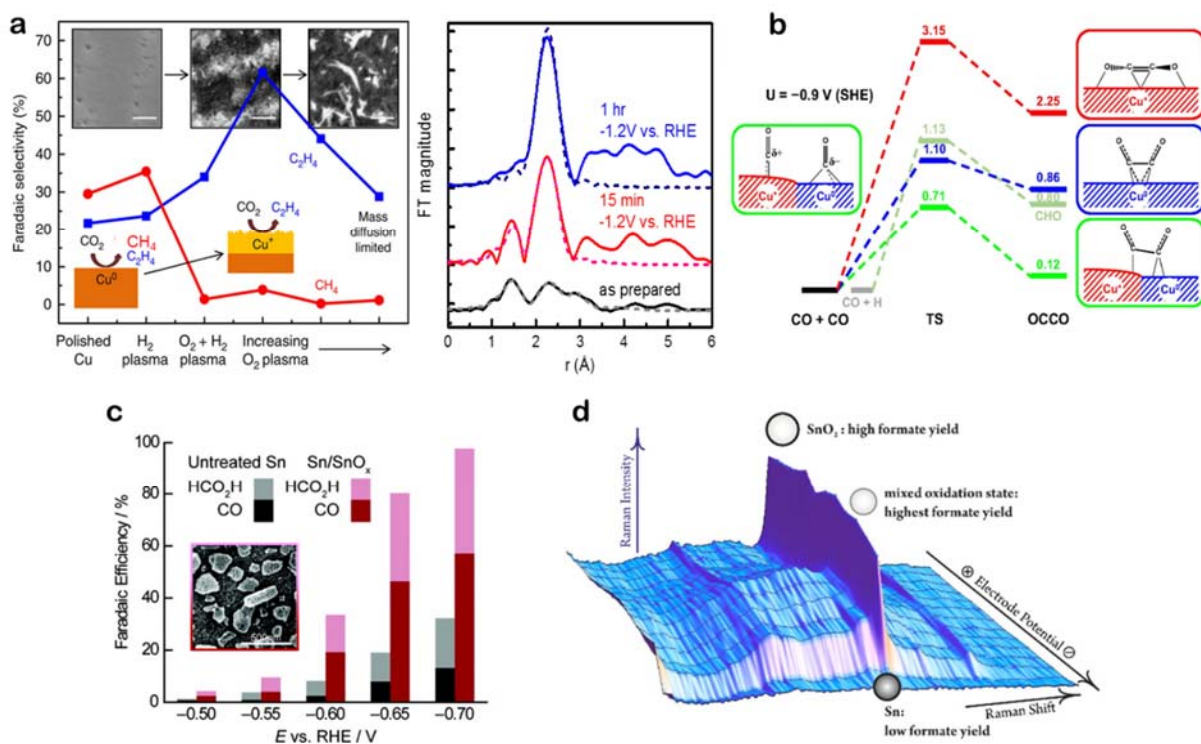 a
Faradaic selectivity (%)
70
60
50
40
30
20
10
0
C₂H₄
CO₂
CH₄
C₂H₄
Cu⁰
CO₂
C₂H₄
Cu⁺
Mass
diffusion
limited
CH₄
Polished
Cu
H₂
plasma
O₂ + H₂
plasma
Increasing
O₂ plasma
FT magnitude
1 hr
-1.2V vs. RHE
15 min
-1.2V vs. RHE
as prepared
0 1 2 3 4 5 6
r (Å)
b
U = −0.9 V (SHE)
3.15
2.25
1.13
1.10
0.86
0.80
CHO
0.71
0.12
O C C O
Cu⁺
C
O
Cu⁰
Cu⁺
Cu⁰
O
C δ+
O
C δ−
Cu⁺
Cu⁰
CO + H
CO + CO
TS
OCCO
c
Faradaic Efficiency / %
100
80
60
40
20
0
Untreated Sn
HCO₂H
CO
Sn/SnOₓ
HCO₂H
CO
−0.50 −0.55 −0.60 −0.65 −0.70
E vs. RHE / V
d
Raman Intensity
SnO₂ : high formate yield
mixed oxidation state:
highest formate yield
⊕ Electrode Potential ⊖
Sn:
low formate yield
Raman Shift